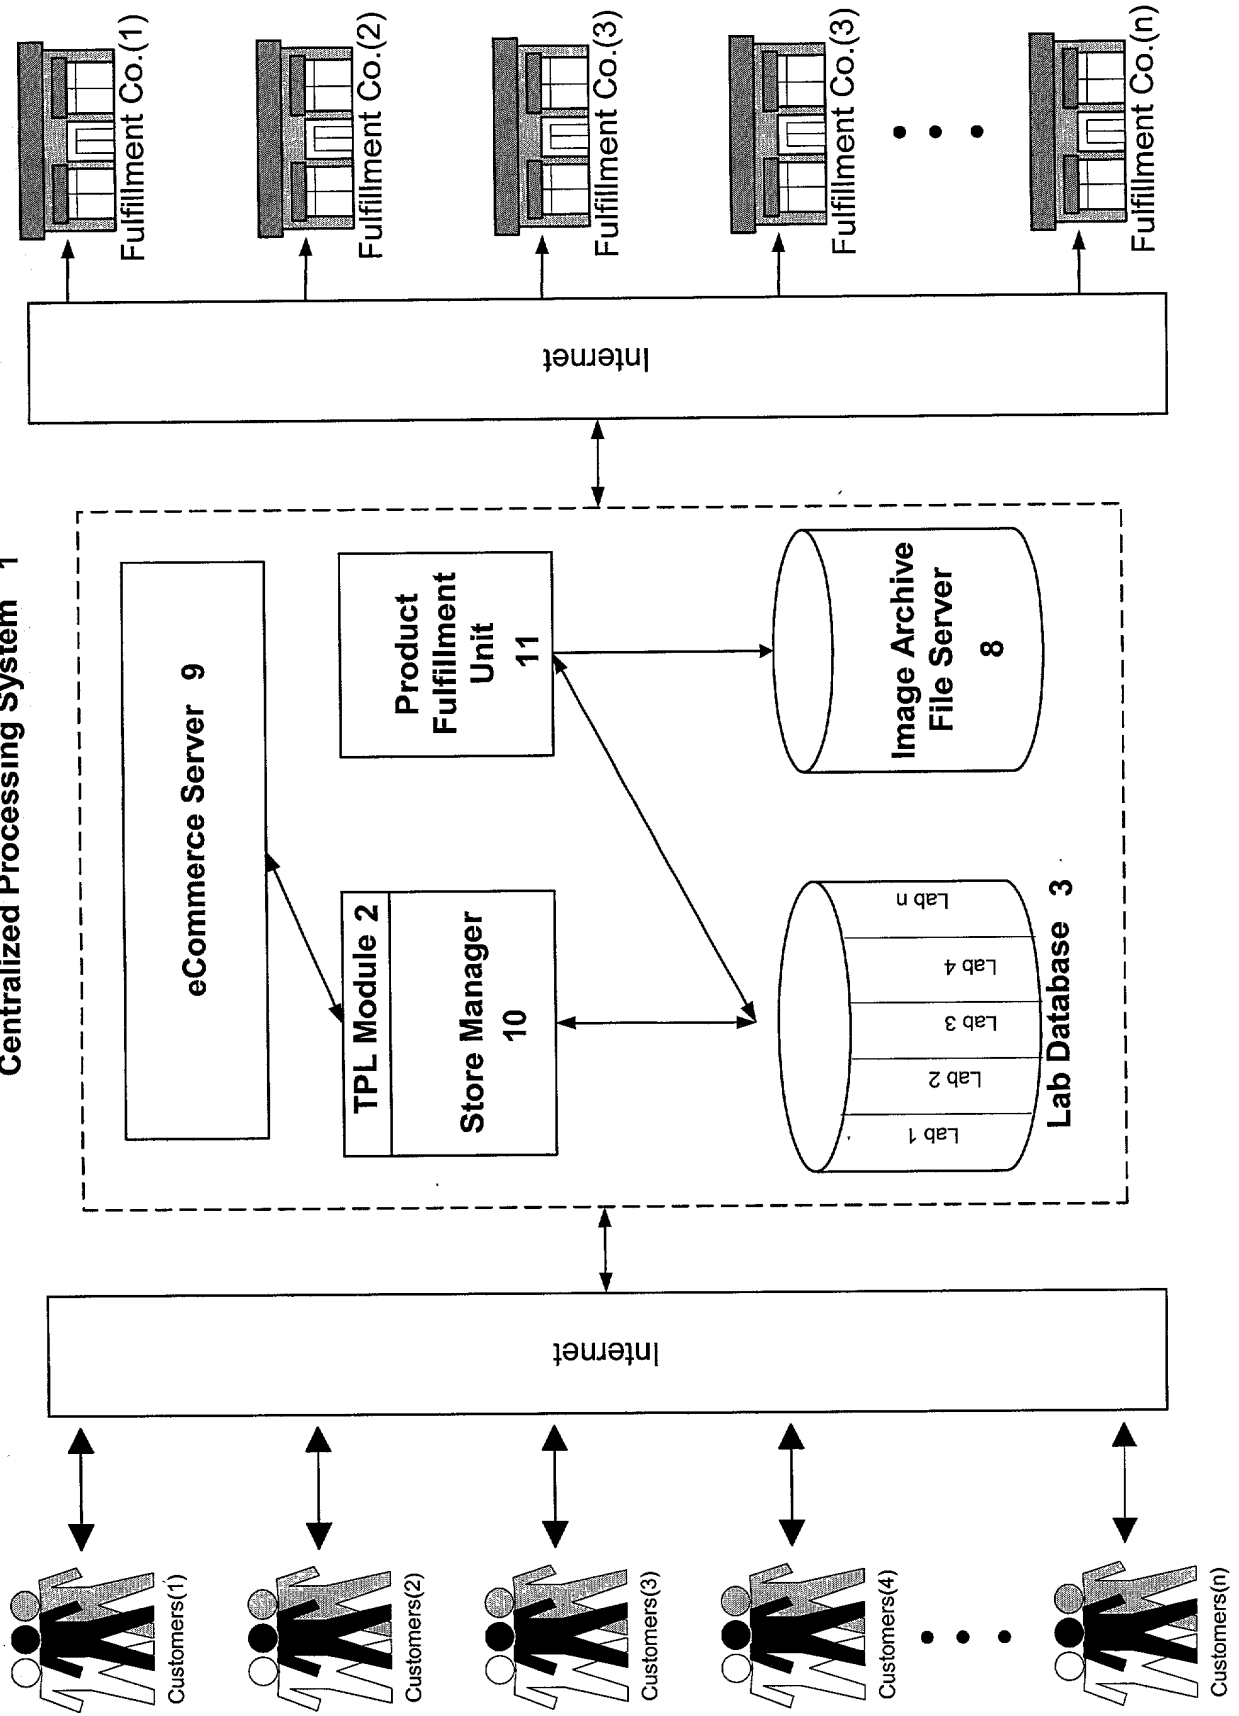 Centralized Processing System 1
Customers(1)
Customers(2)
Customers(3)
Customers(4)
Customers(n)
Internet
eCommerce Server 9
TPL Module 2
Store Manager
10
Product
Fulfillment
Unit
11
Lab 1
Lab 2
Lab 3
Lab 4
Lab n
Lab Database 3
Image Archive
File Server
8
Internet
Fulfillment Co.(1)
Fulfillment Co.(2)
Fulfillment Co.(3)
Fulfillment Co.(3)
Fulfillment Co.(n)